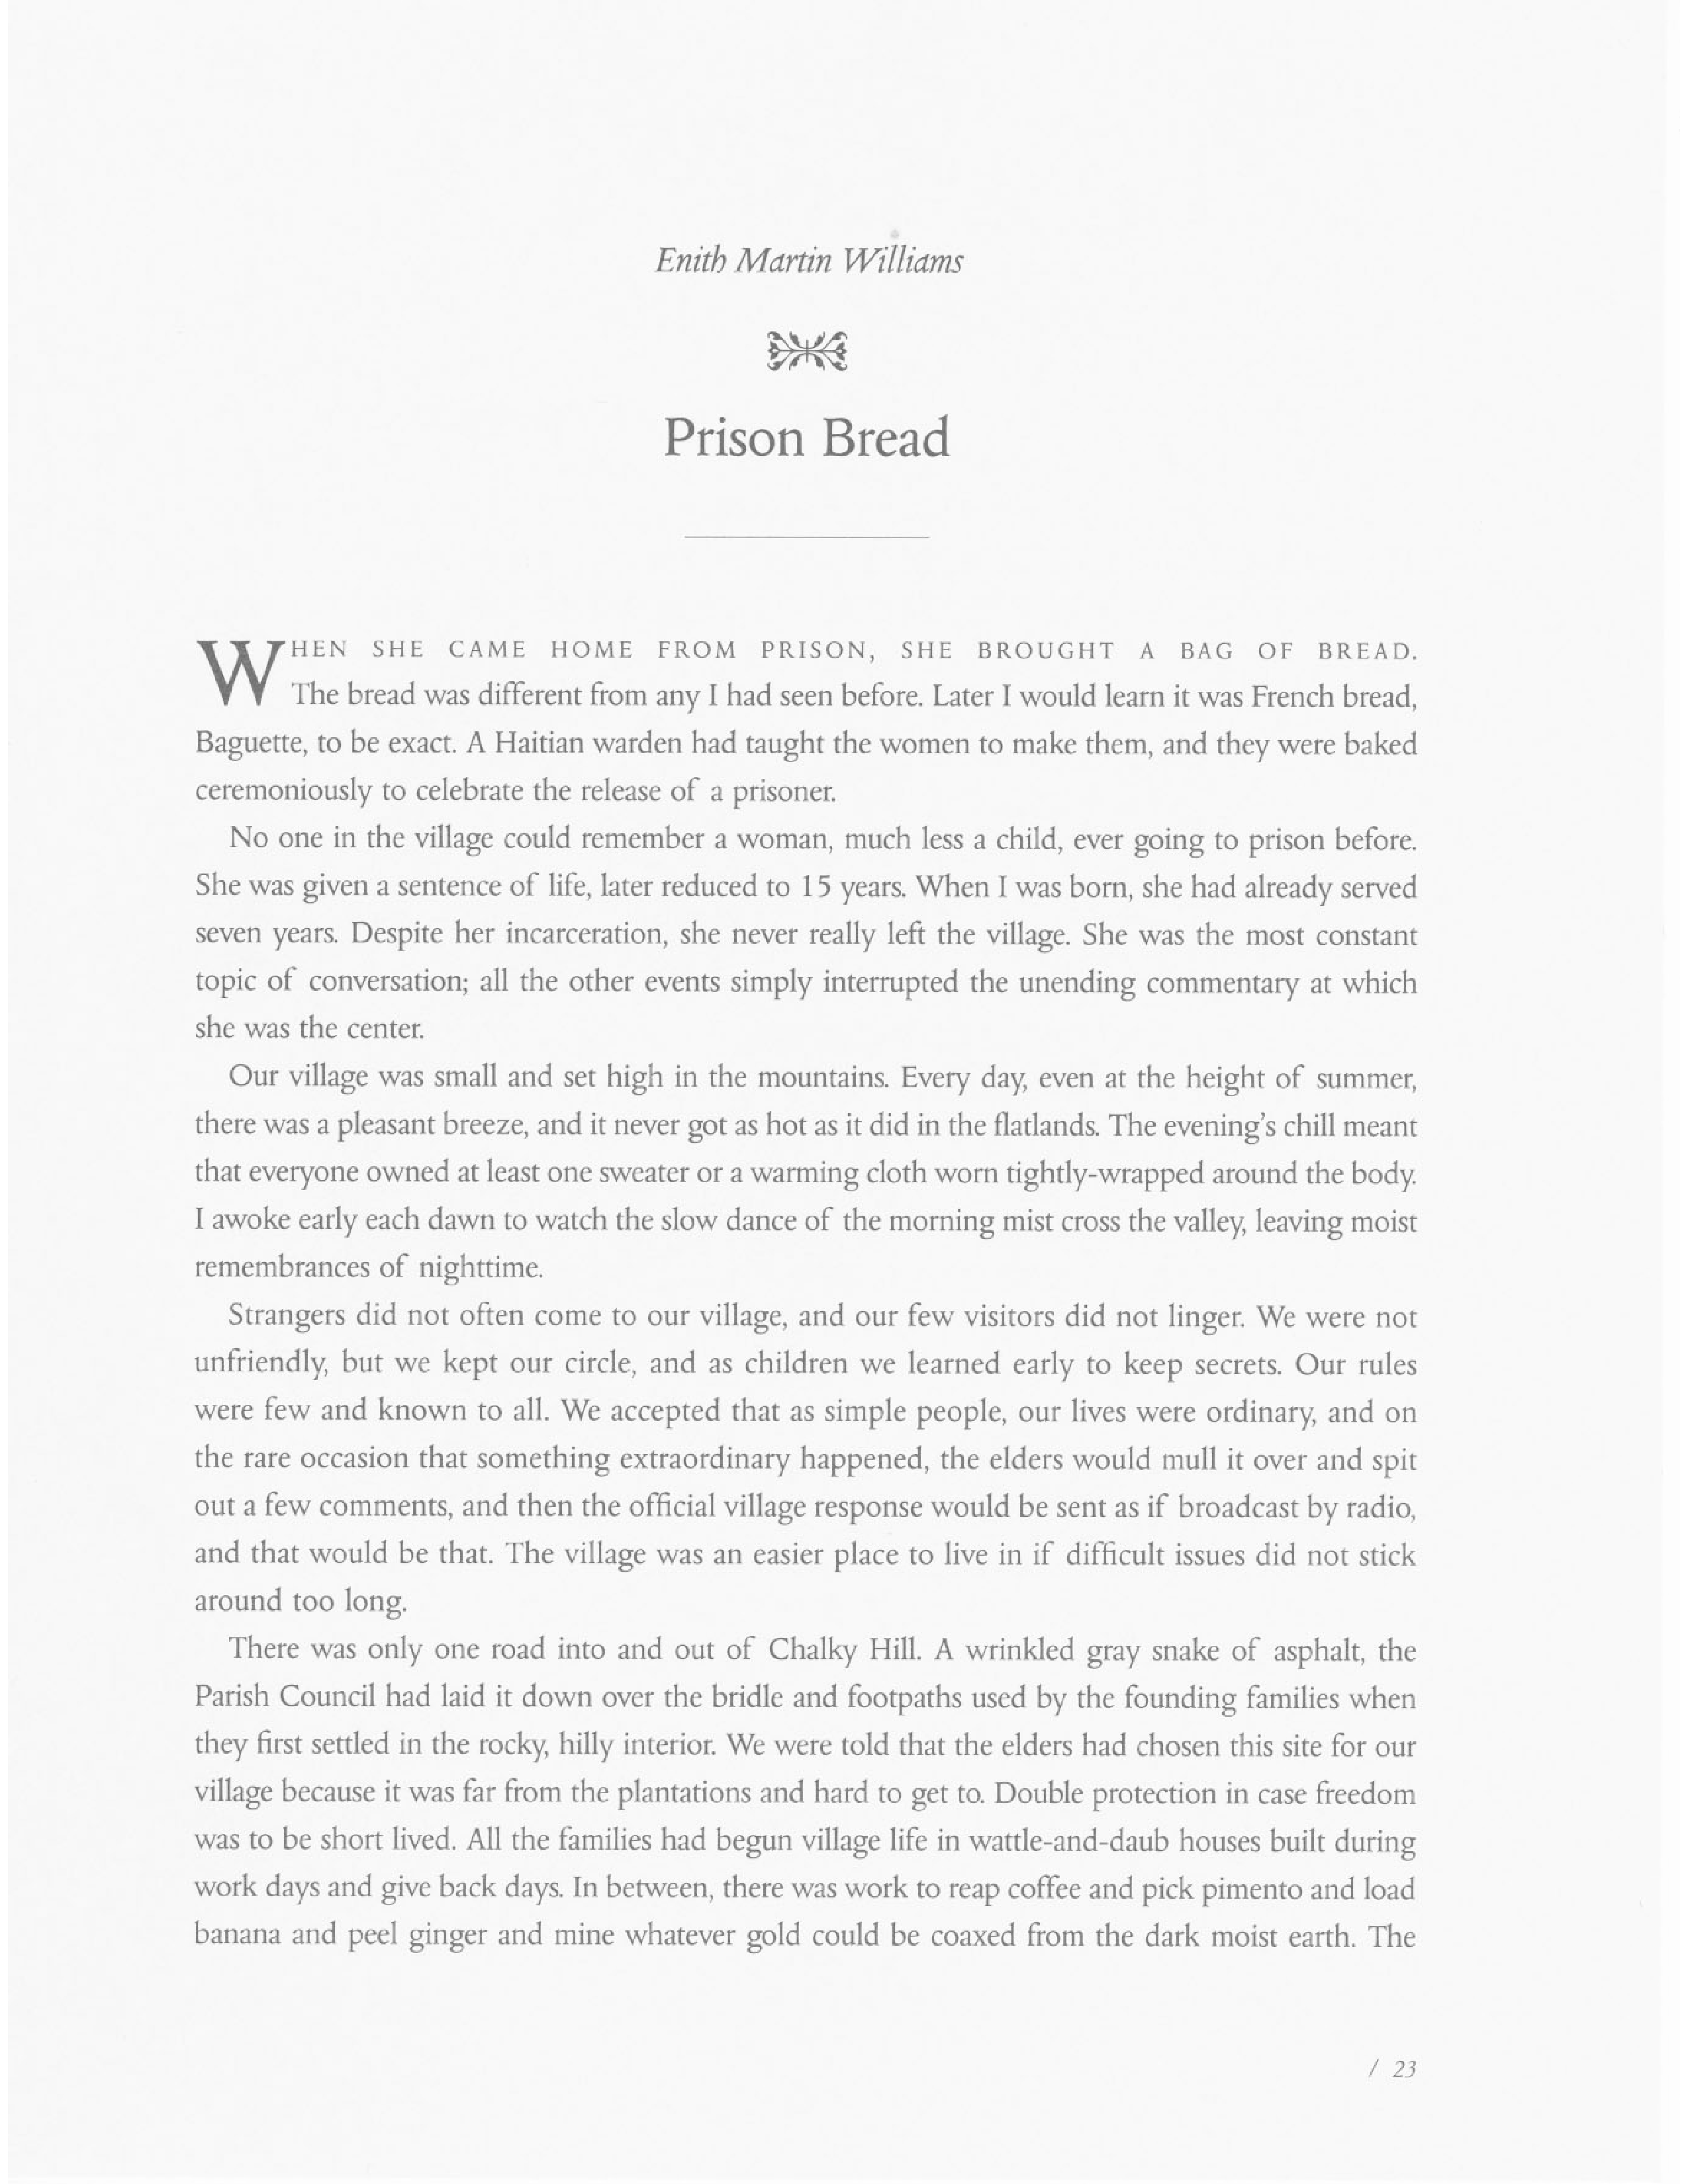 Enith Martin Williams
Prison Bread
WHEN SHE CAME HOME FROM PRISON, SHE BROUGHT A BAG OF BREAD.
The bread was different from any I had seen before. Later I would learn it was French bread,
Baguette, to be exact. A Haitian warden had taught the women to make them, and they were baked
ceremoniously to celebrate the release of a prisoner.
No one in the village could remember a woman, much less a child, ever going to prison before.
She was given a sentence of life, later reduced to 15 years. When I was born, she had already served
seven years. Despite her incarceration, she never really left the village. She was the most constant
topic of conversation; all the other events simply interrupted the unending commentary at which
she was the center.
Our village was small and set high in the mountains. Every day, even at the height of summer,
there was a pleasant breeze, and it never got as hot as it did in the flatlands. The evening's chill meant
that everyone owned at least one sweater or a warming cloth worn tightly-wrapped around the body.
I awoke early each dawn to watch the slow dance of the morning mist cross the valley, leaving moist
remembrances of nighttime.
Strangers did not often come to our village, and our few visitors did not linger. We were not
unfriendly, but we kept our circle, and as children we learned early to keep secrets. Our rules
were few and known to all. We accepted that as simple people, our lives were ordinary, and on
the rare occasion that something extraordinary happened, the elders would mull it over and spit
out a few comments, and then the official village response would be sent as if broadcast by radio,
and that would be that. The village was an easier place to live in if difficult issues did not stick
around too long.
There was only one road into and out of Chalky Hill. A wrinkled gray snake of asphalt, the
Parish Council had laid it down over the bridle and footpaths used by the founding families when
they first settled in the rocky, hilly interior. We were told that the elders had chosen this site for our
village because it was far from the plantations and hard to get to. Double protection in case freedom
was to be short lived. All the families had begun village life in wattle-and-daub houses built during
work days and give back days. In between, there was work to reap coffee and pick pimento and load
banana and peel ginger and mine whatever gold could be coaxed from the dark moist earth. The
/ 23